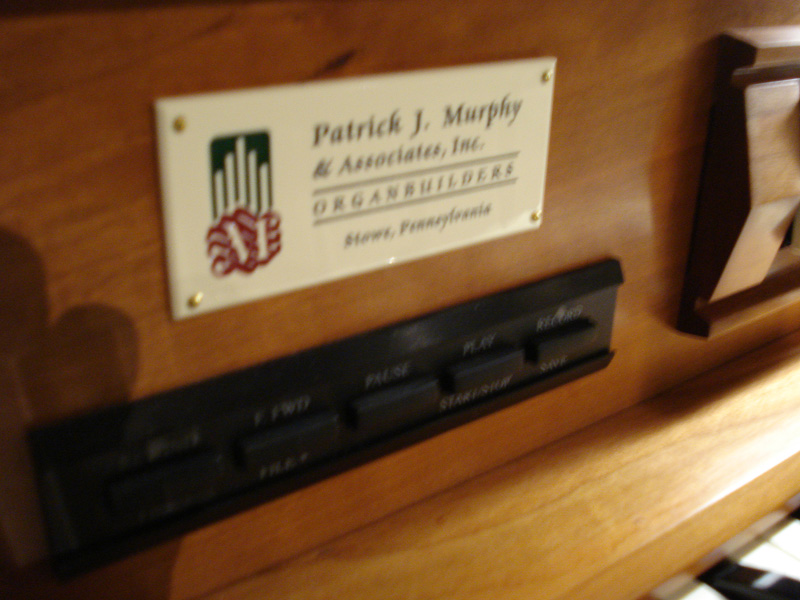 Patrick J. Murphy
& Associates, Inc.
ORGANBUILDERS
Stowe, Pennsylvania
F FWD
PAUSE
PLAY
RECORD
START/STOP
SAVE